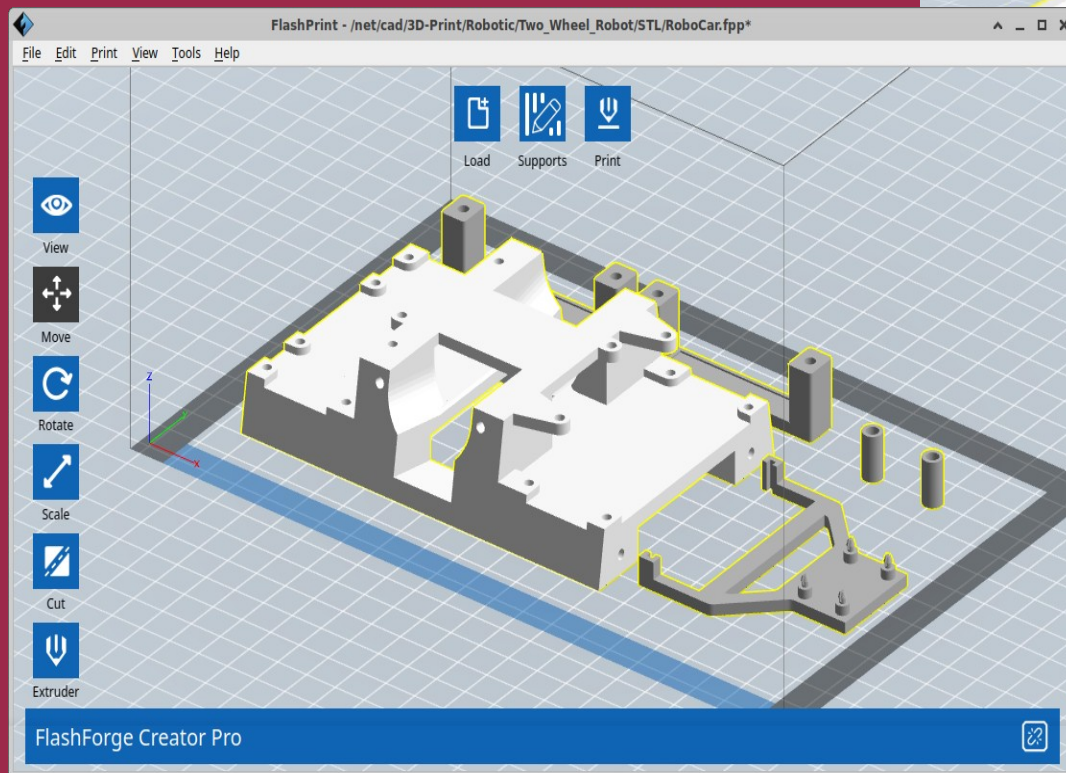 FlashPrint - /net/cad/3D-Print/Robotic/Two_Wheel_Robot/STL/RoboCar.fpp*
File Edit Print View Tools Help
Load Supports Print
View
Move
Rotate
Scale
Cut
Extruder
Z
Y
X
FlashForge Creator Pro